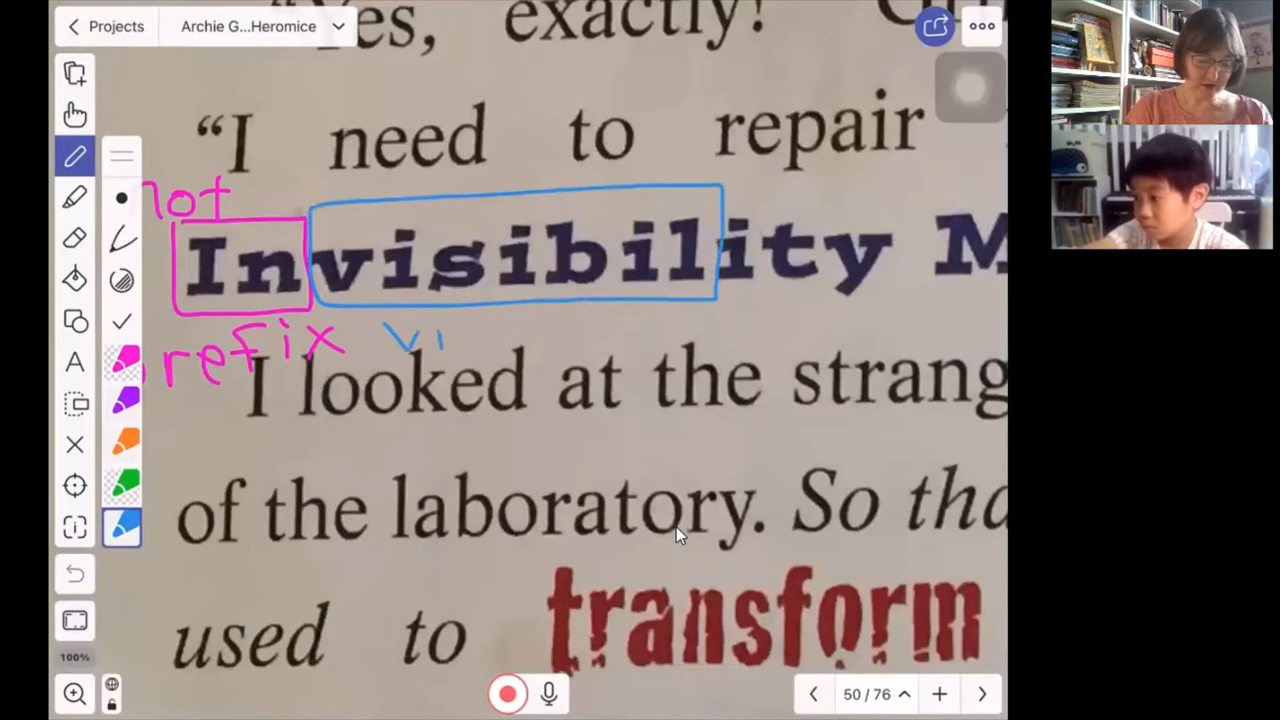 Projects
Archie G...Heromice
Yes, exactly!
"I need to repair
not
Invisibility M
refix
vi
I looked at the strang
of the laboratory. So tha
used to transform
A
100%
50 / 76